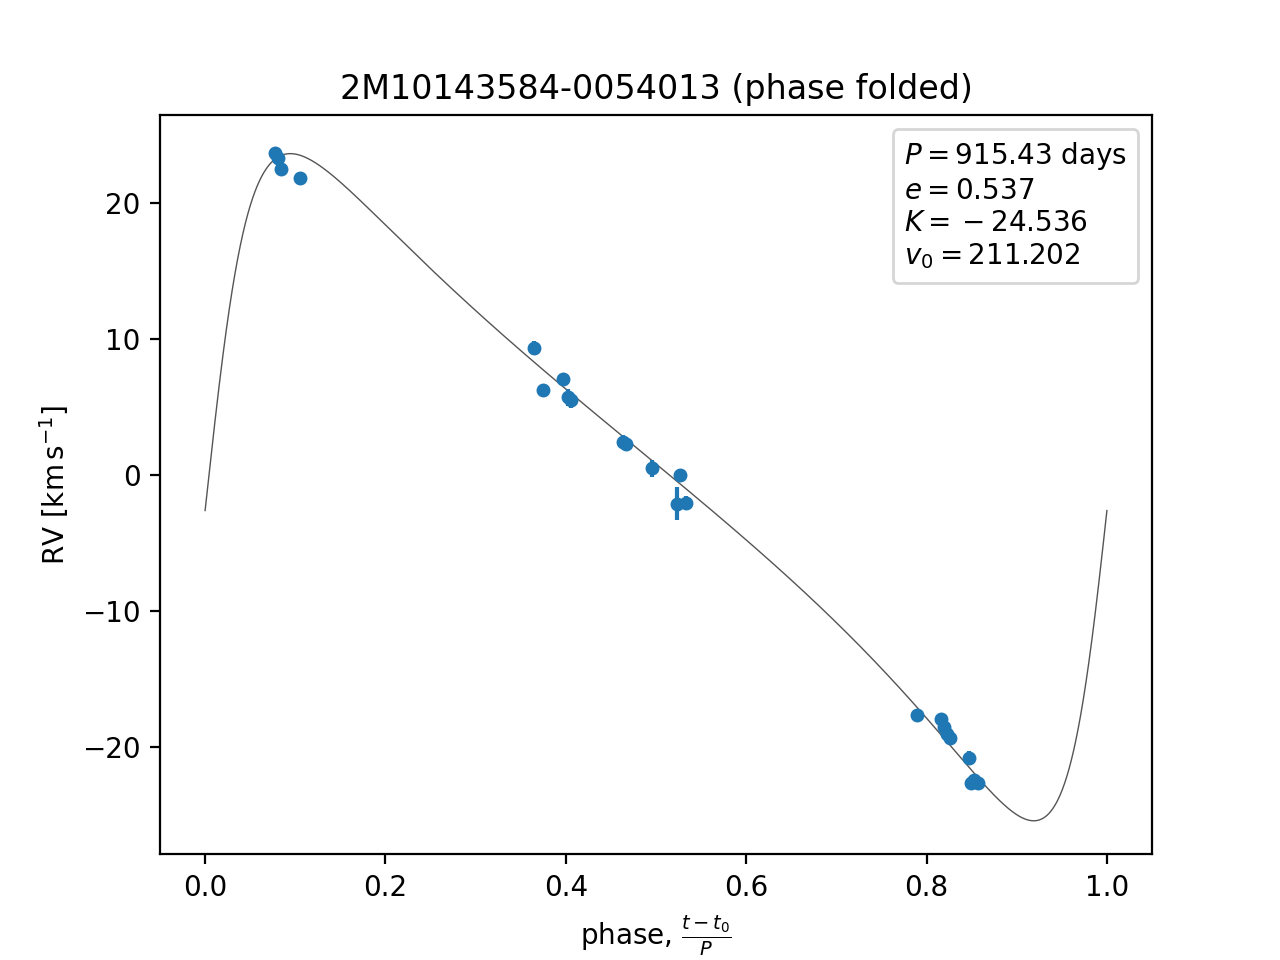 2M10143584-0054013 (phase folded)
P = 915.43 days
e = 0.537
K = −24.536
v₀ = 211.202
RV [km s⁻¹]
20
10
0
−10
−20
0.0 0.2 0.4 0.6 0.8 1.0
phase, (t − t₀)/P